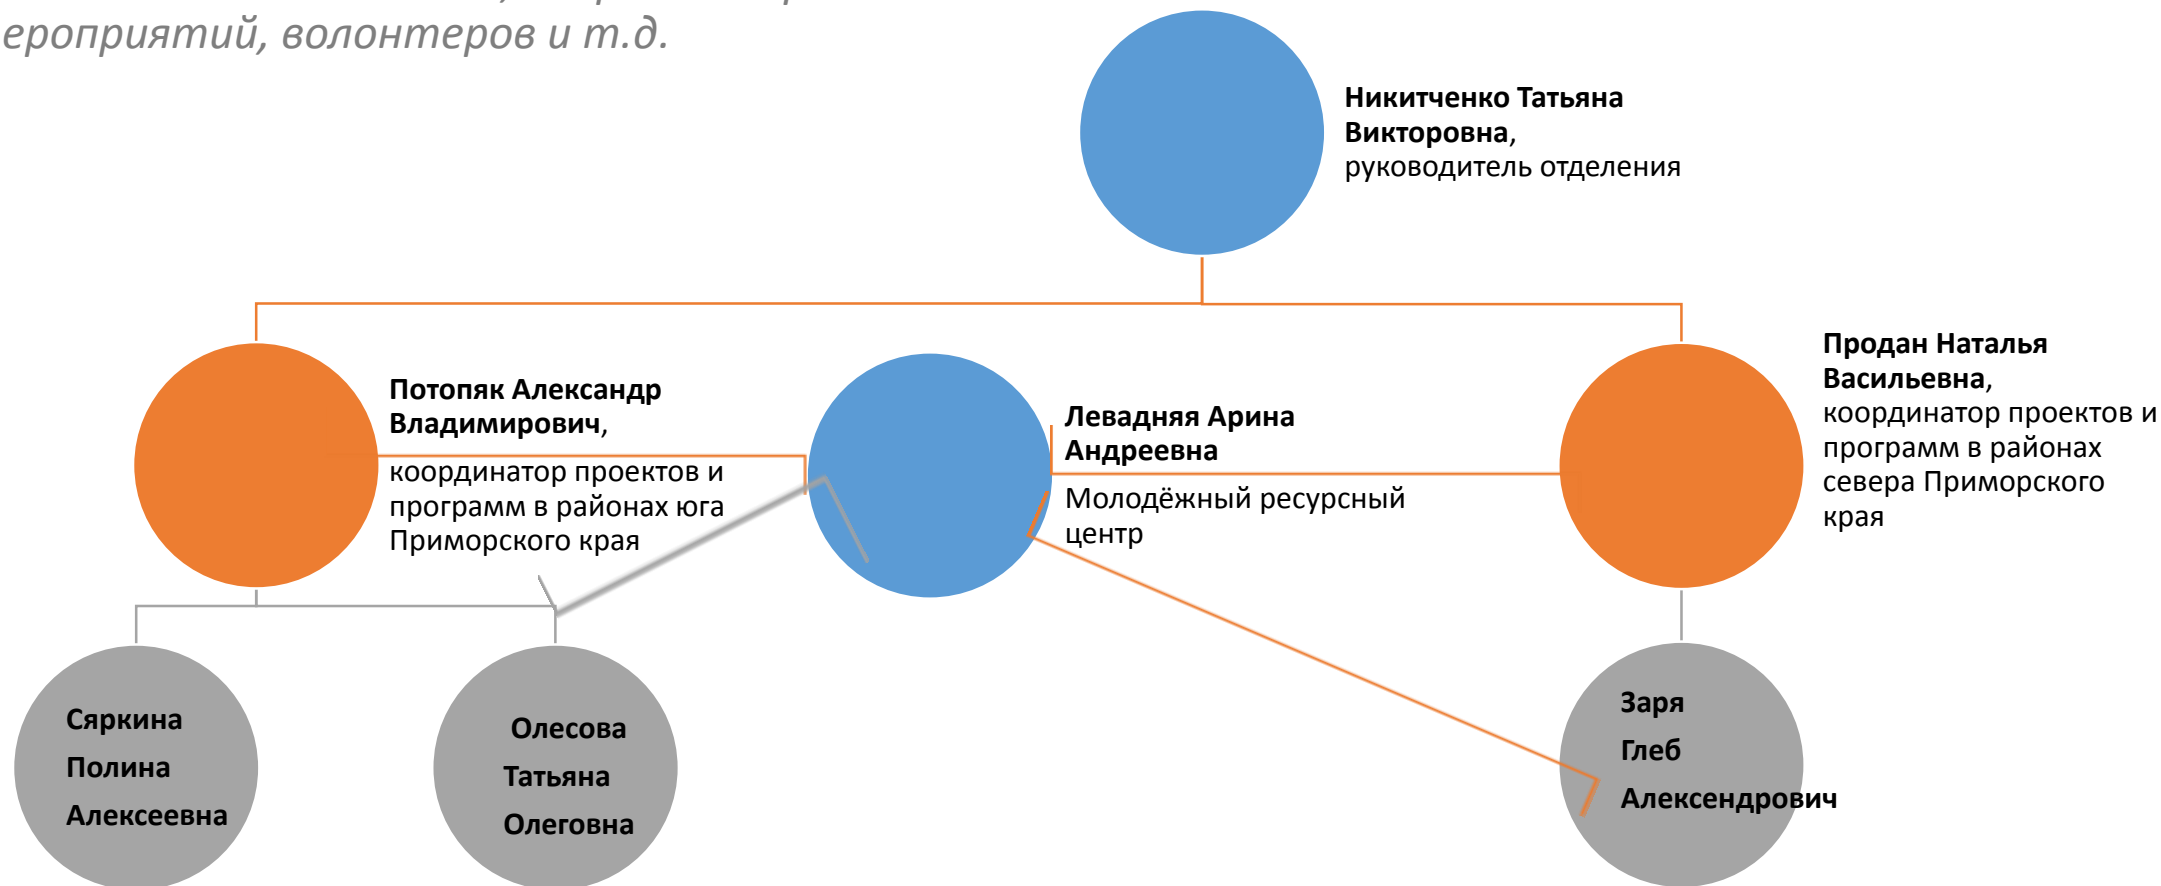 ероприятий, волонтеров и т.д.
Никитченко Татьяна
Викторовна,
руководитель отделения
Потопяк Александр
Владимирович,
координатор проектов и
программ в районах юга
Приморского края
Левадняя Арина
Андреевна
Молодёжный ресурсный
центр
Продан Наталья
Васильевна,
координатор проектов и
программ в районах
севера Приморского
края
Сяркина
Полина
Алексеевна
Олесова
Татьяна
Олеговна
Заря
Глеб
Алексендрович